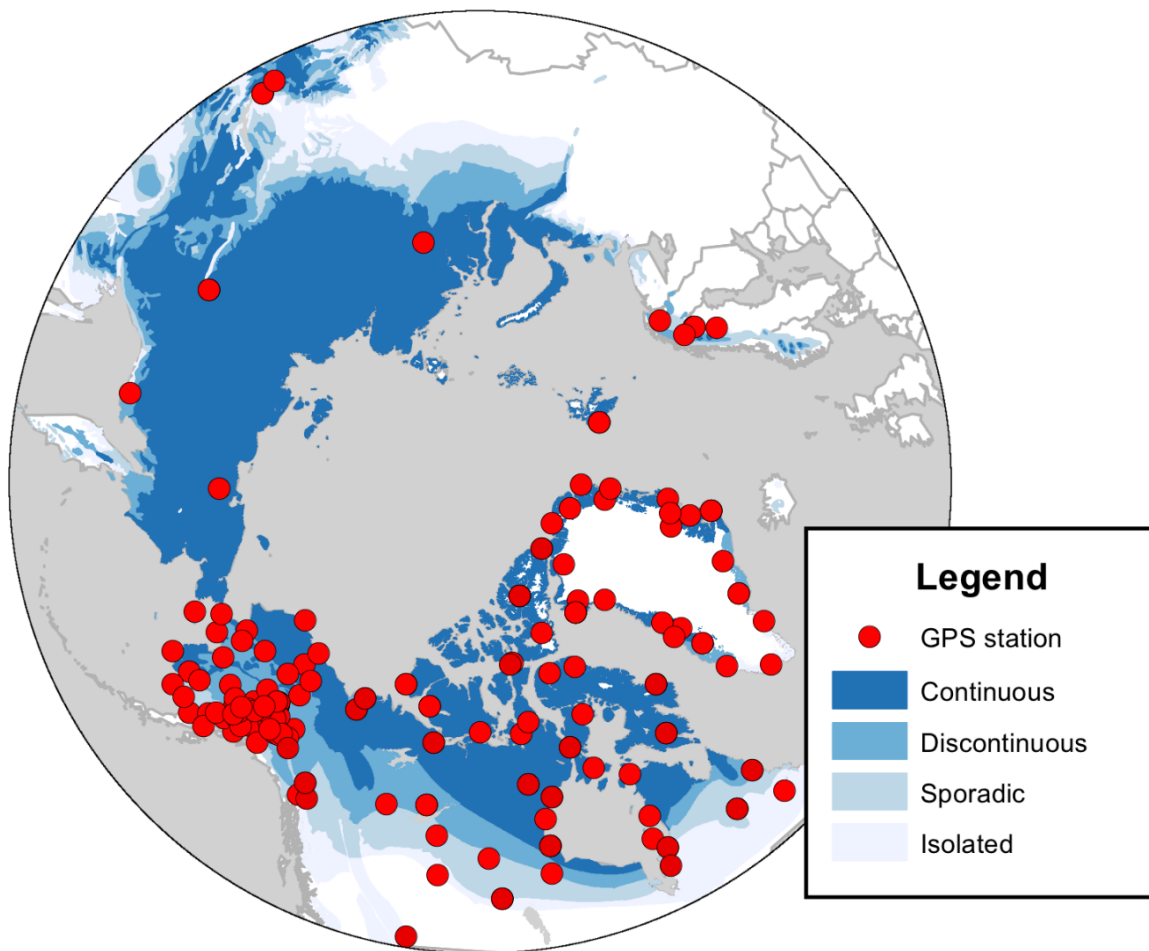 Legend
GPS station
Continuous
Discontinuous
Sporadic
Isolated